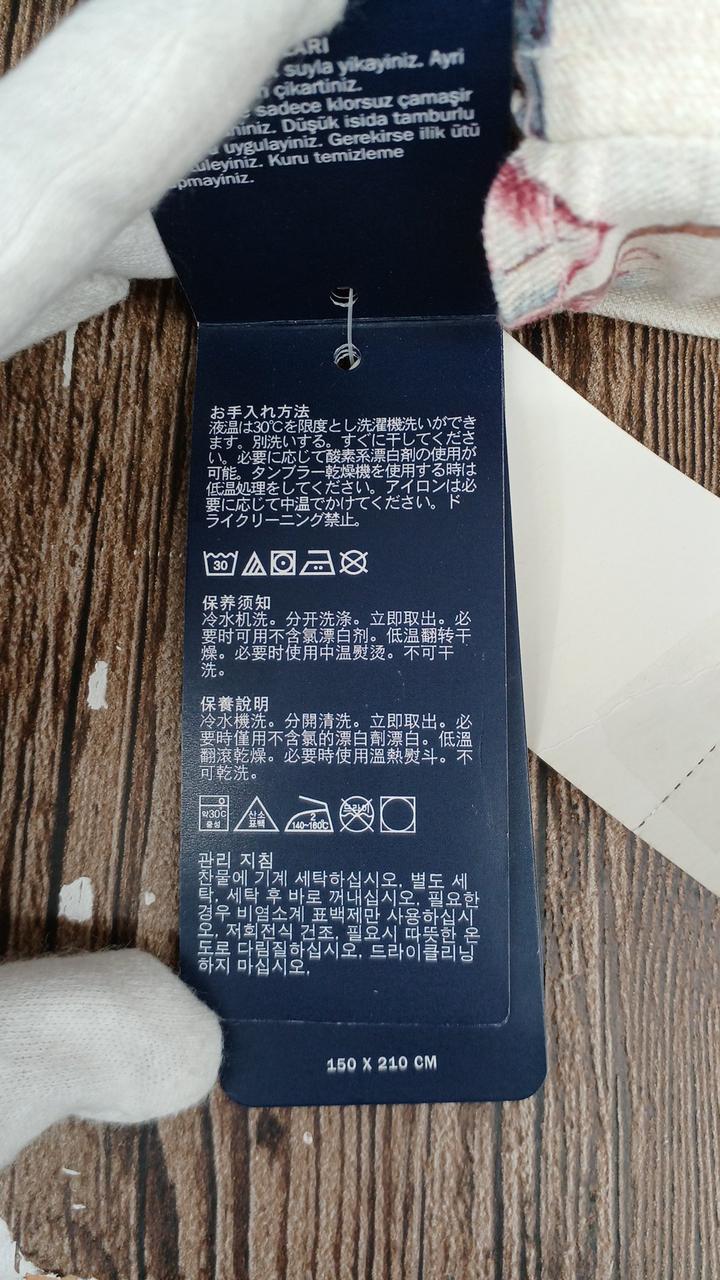 suyla yikayiniz. Ayri
çikartiniz.
sadece klorsuz çamaşir
Düşük isida tamburlu
uygulayiniz. Gerekirse ilik ütü
Kuru temizleme
お手入れ方法
液温は30℃を限度とし洗濯機洗いができ
ます。別洗いする。すぐに干してくださ
い。必要に応じて酸素系漂白剤の使用が
可能。タンブラー乾燥機を使用する時は
低温処理をしてください。アイロンは必
要に応じて中温でかけてください。ド
ライクリーニング禁止。
30
保养须知
冷水机洗。分开洗涤。立即取出。必
要时可用不含氯漂白剂。低温翻转干
燥。必要时使用中温熨烫。不可干
洗。
保養說明
冷水機洗。分開清洗。立即取出。必
要時僅用不含氯的漂白劑漂白。低溫
翻滾乾燥。必要時使用溫熱熨斗。不
可乾洗。
약30℃
중성
산소
표백
2
140~160℃
드라이
관리 지침
찬물에 기계 세탁하십시오. 별도 세
탁. 세탁 후 바로 꺼내십시오. 필요한
경우 비염소계 표백제만 사용하십시
오. 저회전식 건조. 필요시 따뜻한 온
도로 다림질하십시오. 드라이클리닝
하지 마십시오.
150 X 210 CM